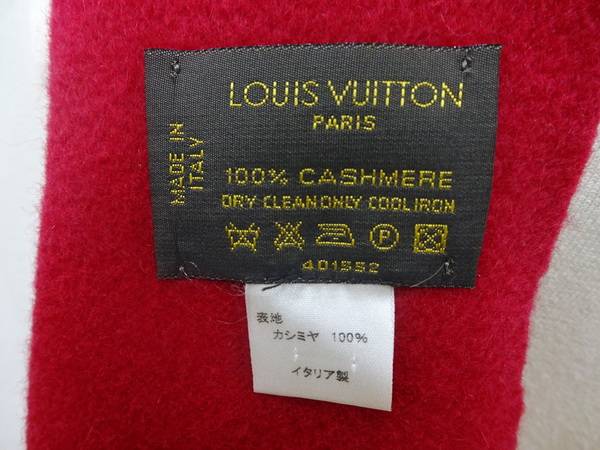 LOUIS VUITTON
PARIS
MADE IN
ITALY
100% CASHMERE
DRY CLEAN ONLY COOL IRON
P
401552
表地
カシミヤ 100%
イタリア製